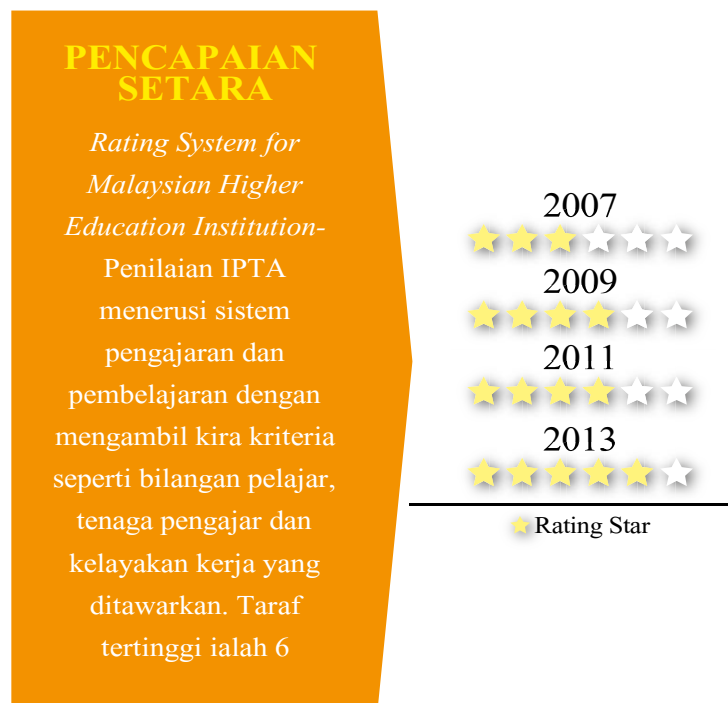 PENCAPAIAN
SETARA
Rating System for
Malaysian Higher
Education Institution-
Penilaian IPTA
menerusi sistem
pengajaran dan
pembelajaran dengan
mengambil kira kriteria
seperti bilangan pelajar,
tenaga pengajar dan
kelayakan kerja yang
ditawarkan. Taraf
tertinggi ialah 6
2007
2009
2011
2013
Rating Star